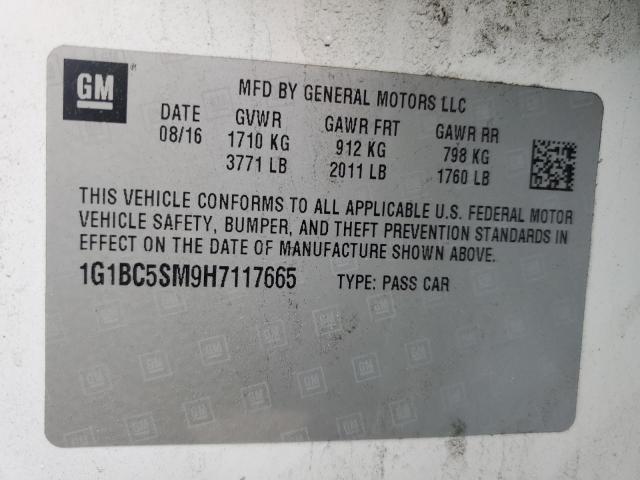 GM
MFD BY GENERAL MOTORS LLC
DATE GVWR GAWR FRT GAWR RR
08/16 1710 KG 912 KG 798 KG
3771 LB 2011 LB 1760 LB
THIS VEHICLE CONFORMS TO ALL APPLICABLE U.S. FEDERAL MOTOR
VEHICLE SAFETY, BUMPER, AND THEFT PREVENTION STANDARDS IN
EFFECT ON THE DATE OF MANUFACTURE SHOWN ABOVE.
1G1BC5SM9H7117665 TYPE: PASS CAR